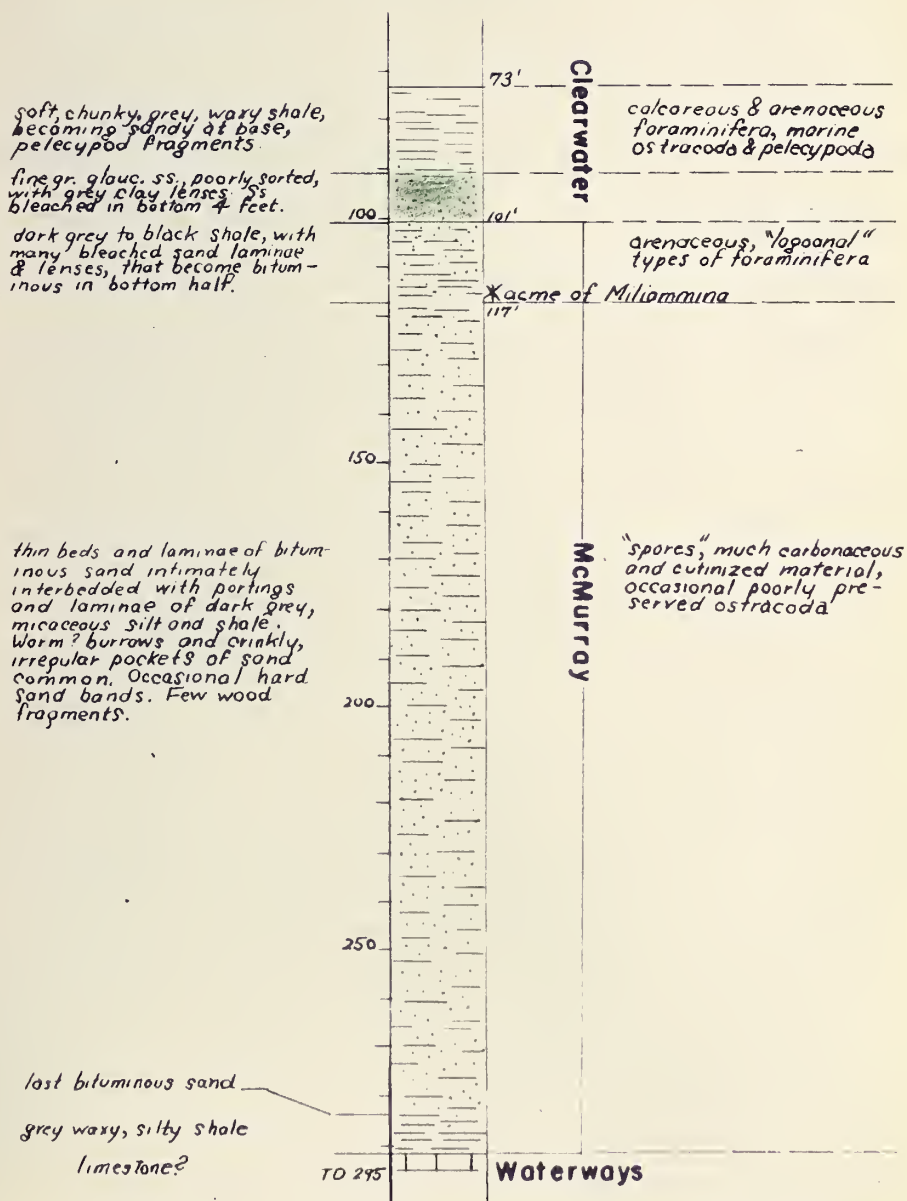 73'
Clearwater
soft, chunky, grey, waxy shale,
becoming sandy at base,
pelecypod fragments
calcareous & arenaceous
foraminifera, marine
ostracoda & pelecypoda
fine gr. glauc. ss., poorly sorted,
with grey clay lenses. Ss
bleached in bottom 4 feet.
100
101'
dark grey to black shale, with
many bleached sand laminae
& lenses, that become bitum-
inous in bottom half.
arenaceous, "lagoonal"
types of foraminifera
acme of Miliammina
117'
150
thin beds and laminae of bitum-
inous sand intimately
interbedded with partings
and laminae of dark grey,
micaceous silt and shale.
Worm? burrows and crinkly,
irregular pockets of sand
common. Occasional hard
sand bands. Few wood
fragments.
McMurray
"spores," much carbonaceous
and cutinized material,
occasional poorly pre-
served ostracoda
200
250
last bituminous sand
grey waxy, silty shale
limestone?
TO 295
Waterways